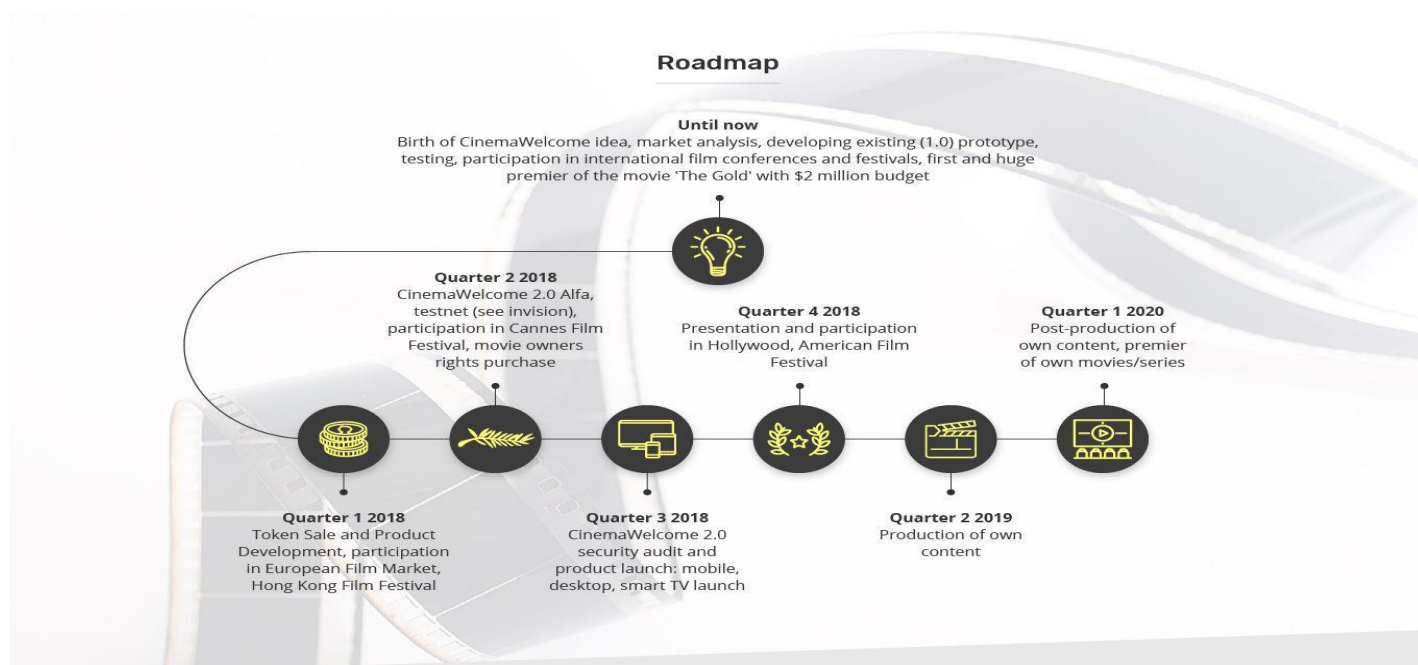 Roadmap
Until now
Birth of CinemaWelcome idea, market analysis, developing existing (1.0) prototype,
testing, participation in international film conferences and festivals, first and huge
premier of the movie 'The Gold' with $2 million budget
Quarter 1 2018
Token Sale and Product
Development, participation
in European Film Market,
Hong Kong Film Festival
Quarter 2 2018
CinemaWelcome 2.0 Alfa,
testnet (see invision),
participation in Cannes Film
Festival, movie owners
rights purchase
Quarter 3 2018
CinemaWelcome 2.0
security audit and
product launch: mobile,
desktop, smart TV launch
Quarter 4 2018
Presentation and participation
in Hollywood, American Film
Festival
Quarter 2 2019
Production of own
content
Quarter 1 2020
Post-production of
own content, premier
of own movies/series